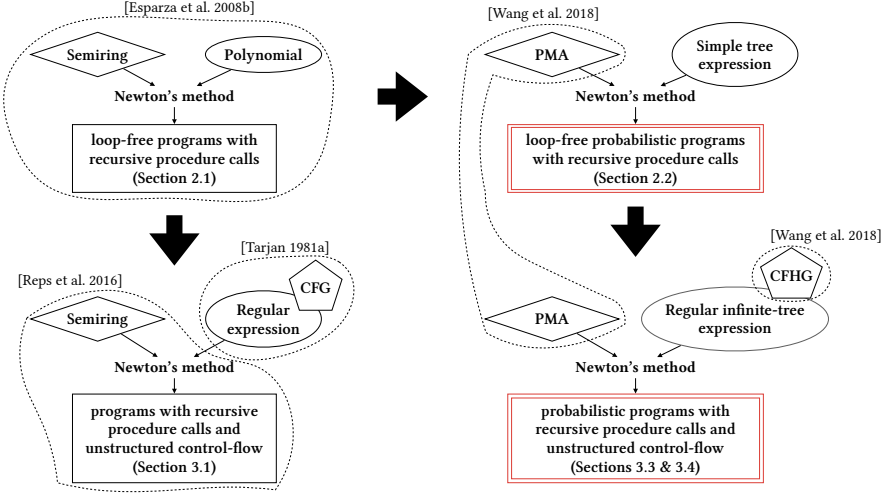 [Esparza et al. 2008b]
Semiring
Polynomial
Newton's method
loop-free programs with
recursive procedure calls
(Section 2.1)
[Wang et al. 2018]
PMA
Simple tree
expression
Newton's method
loop-free probabilistic programs
with recursive procedure calls
(Section 2.2)
[Reps et al. 2016]
[Tarjan 1981a]
Semiring
CFG
Regular
expression
Newton's method
programs with recursive
procedure calls and
unstructured control-flow
(Section 3.1)
[Wang et al. 2018]
CFHG
PMA
Regular infinite-tree
expression
Newton's method
probabilistic programs with
recursive procedure calls and
unstructured control-flow
(Sections 3.3 & 3.4)